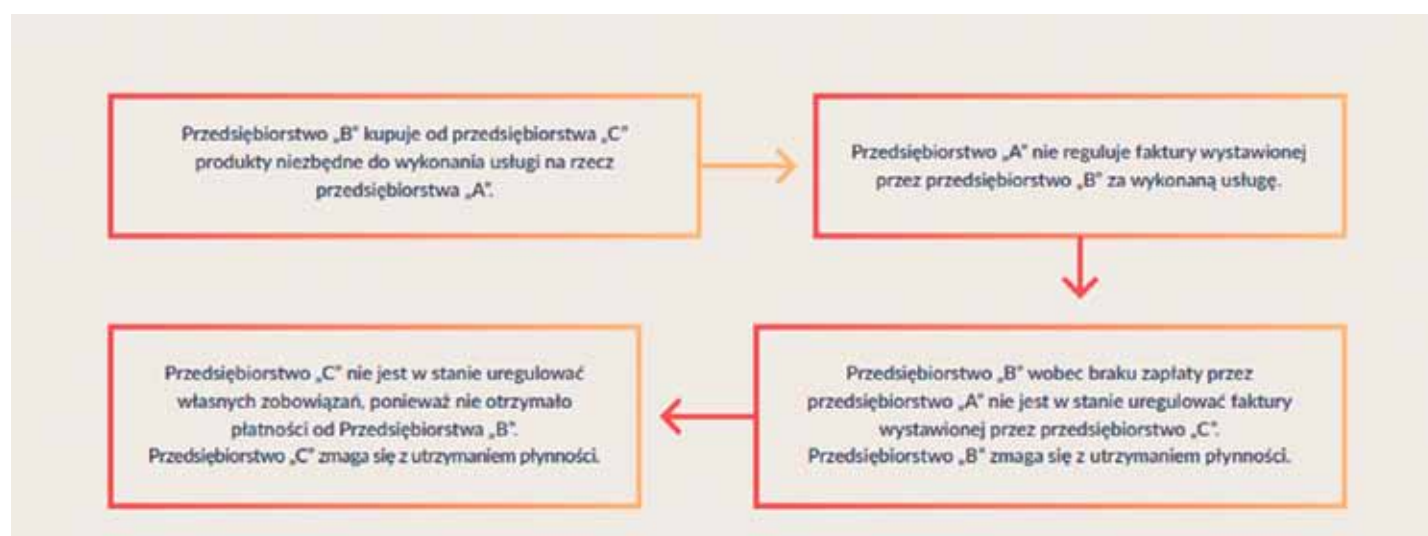 Przedsiębiorstwo „B” kupuje od przedsiębiorstwa „C”
produkty niezbędne do wykonania usługi na rzecz
przedsiębiorstwa „A”.
Przedsiębiorstwo „A” nie reguluje faktury wystawionej
przez przedsiębiorstwo „B” za wykonaną usługę.
Przedsiębiorstwo „B” wobec braku zapłaty przez
przedsiębiorstwo „A” nie jest w stanie uregulować faktury
wystawionej przez przedsiębiorstwo „C”.
Przedsiębiorstwo „B” zmaga się z utrzymaniem płynności.
Przedsiębiorstwo „C” nie jest w stanie uregulować
własnych zobowiązań, ponieważ nie otrzymało
płatności od Przedsiębiorstwa „B”.
Przedsiębiorstwo „C” zmaga się z utrzymaniem płynności.